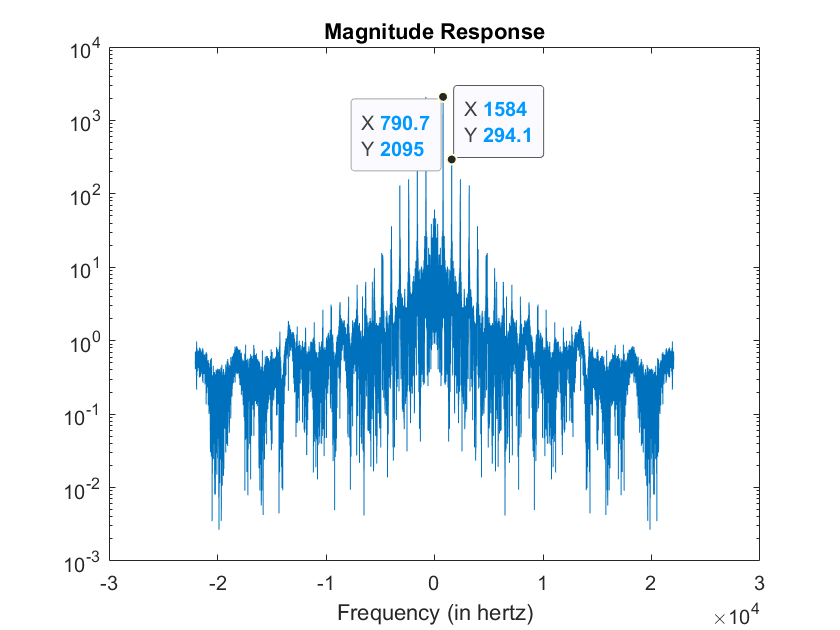 Magnitude Response
10^4
10^3
10^2
10^1
10^0
10^-1
10^-2
10^-3
X 790.7
Y 2095
X 1584
Y 294.1
-3 -2 -1 0 1 2 3
Frequency (in hertz)
×10^4